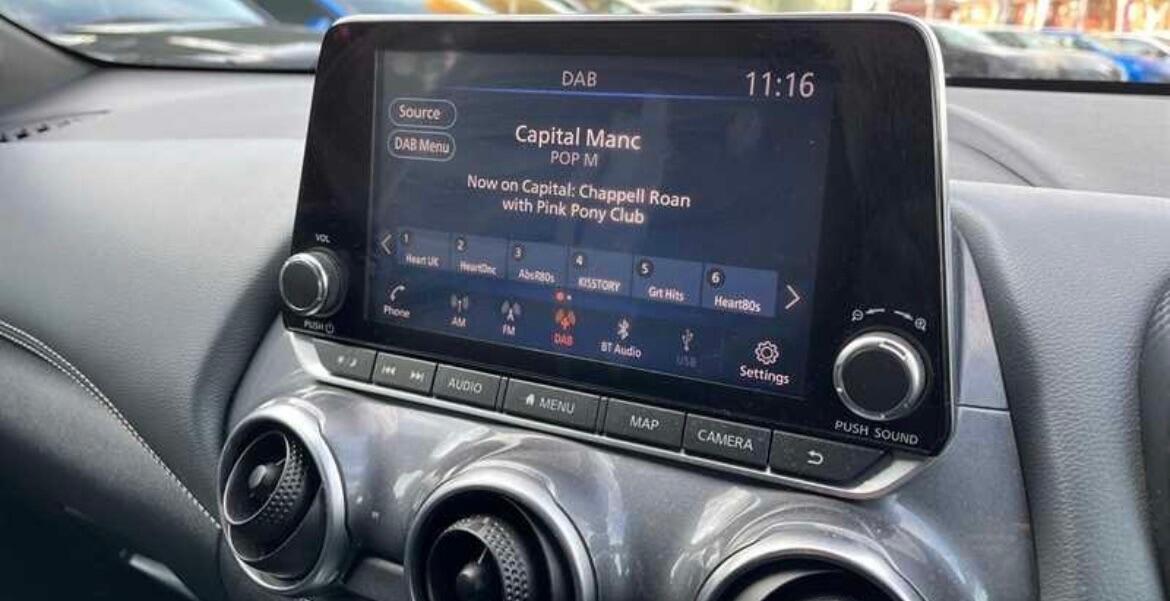 DAB
11:16
Source
DAB Menu
Capital Manc
POP M
Now on Capital: Chappell Roan
with Pink Pony Club
1
Heart UK
2
HeartDnc
3
AbsR80s
4
KISSTORY
5
Grt Hits
6
Heart80s
Phone
AM
FM
DAB
BT Audio
USB
Settings
VOL
PUSH
PUSH SOUND
AUDIO
MENU
MAP
CAMERA